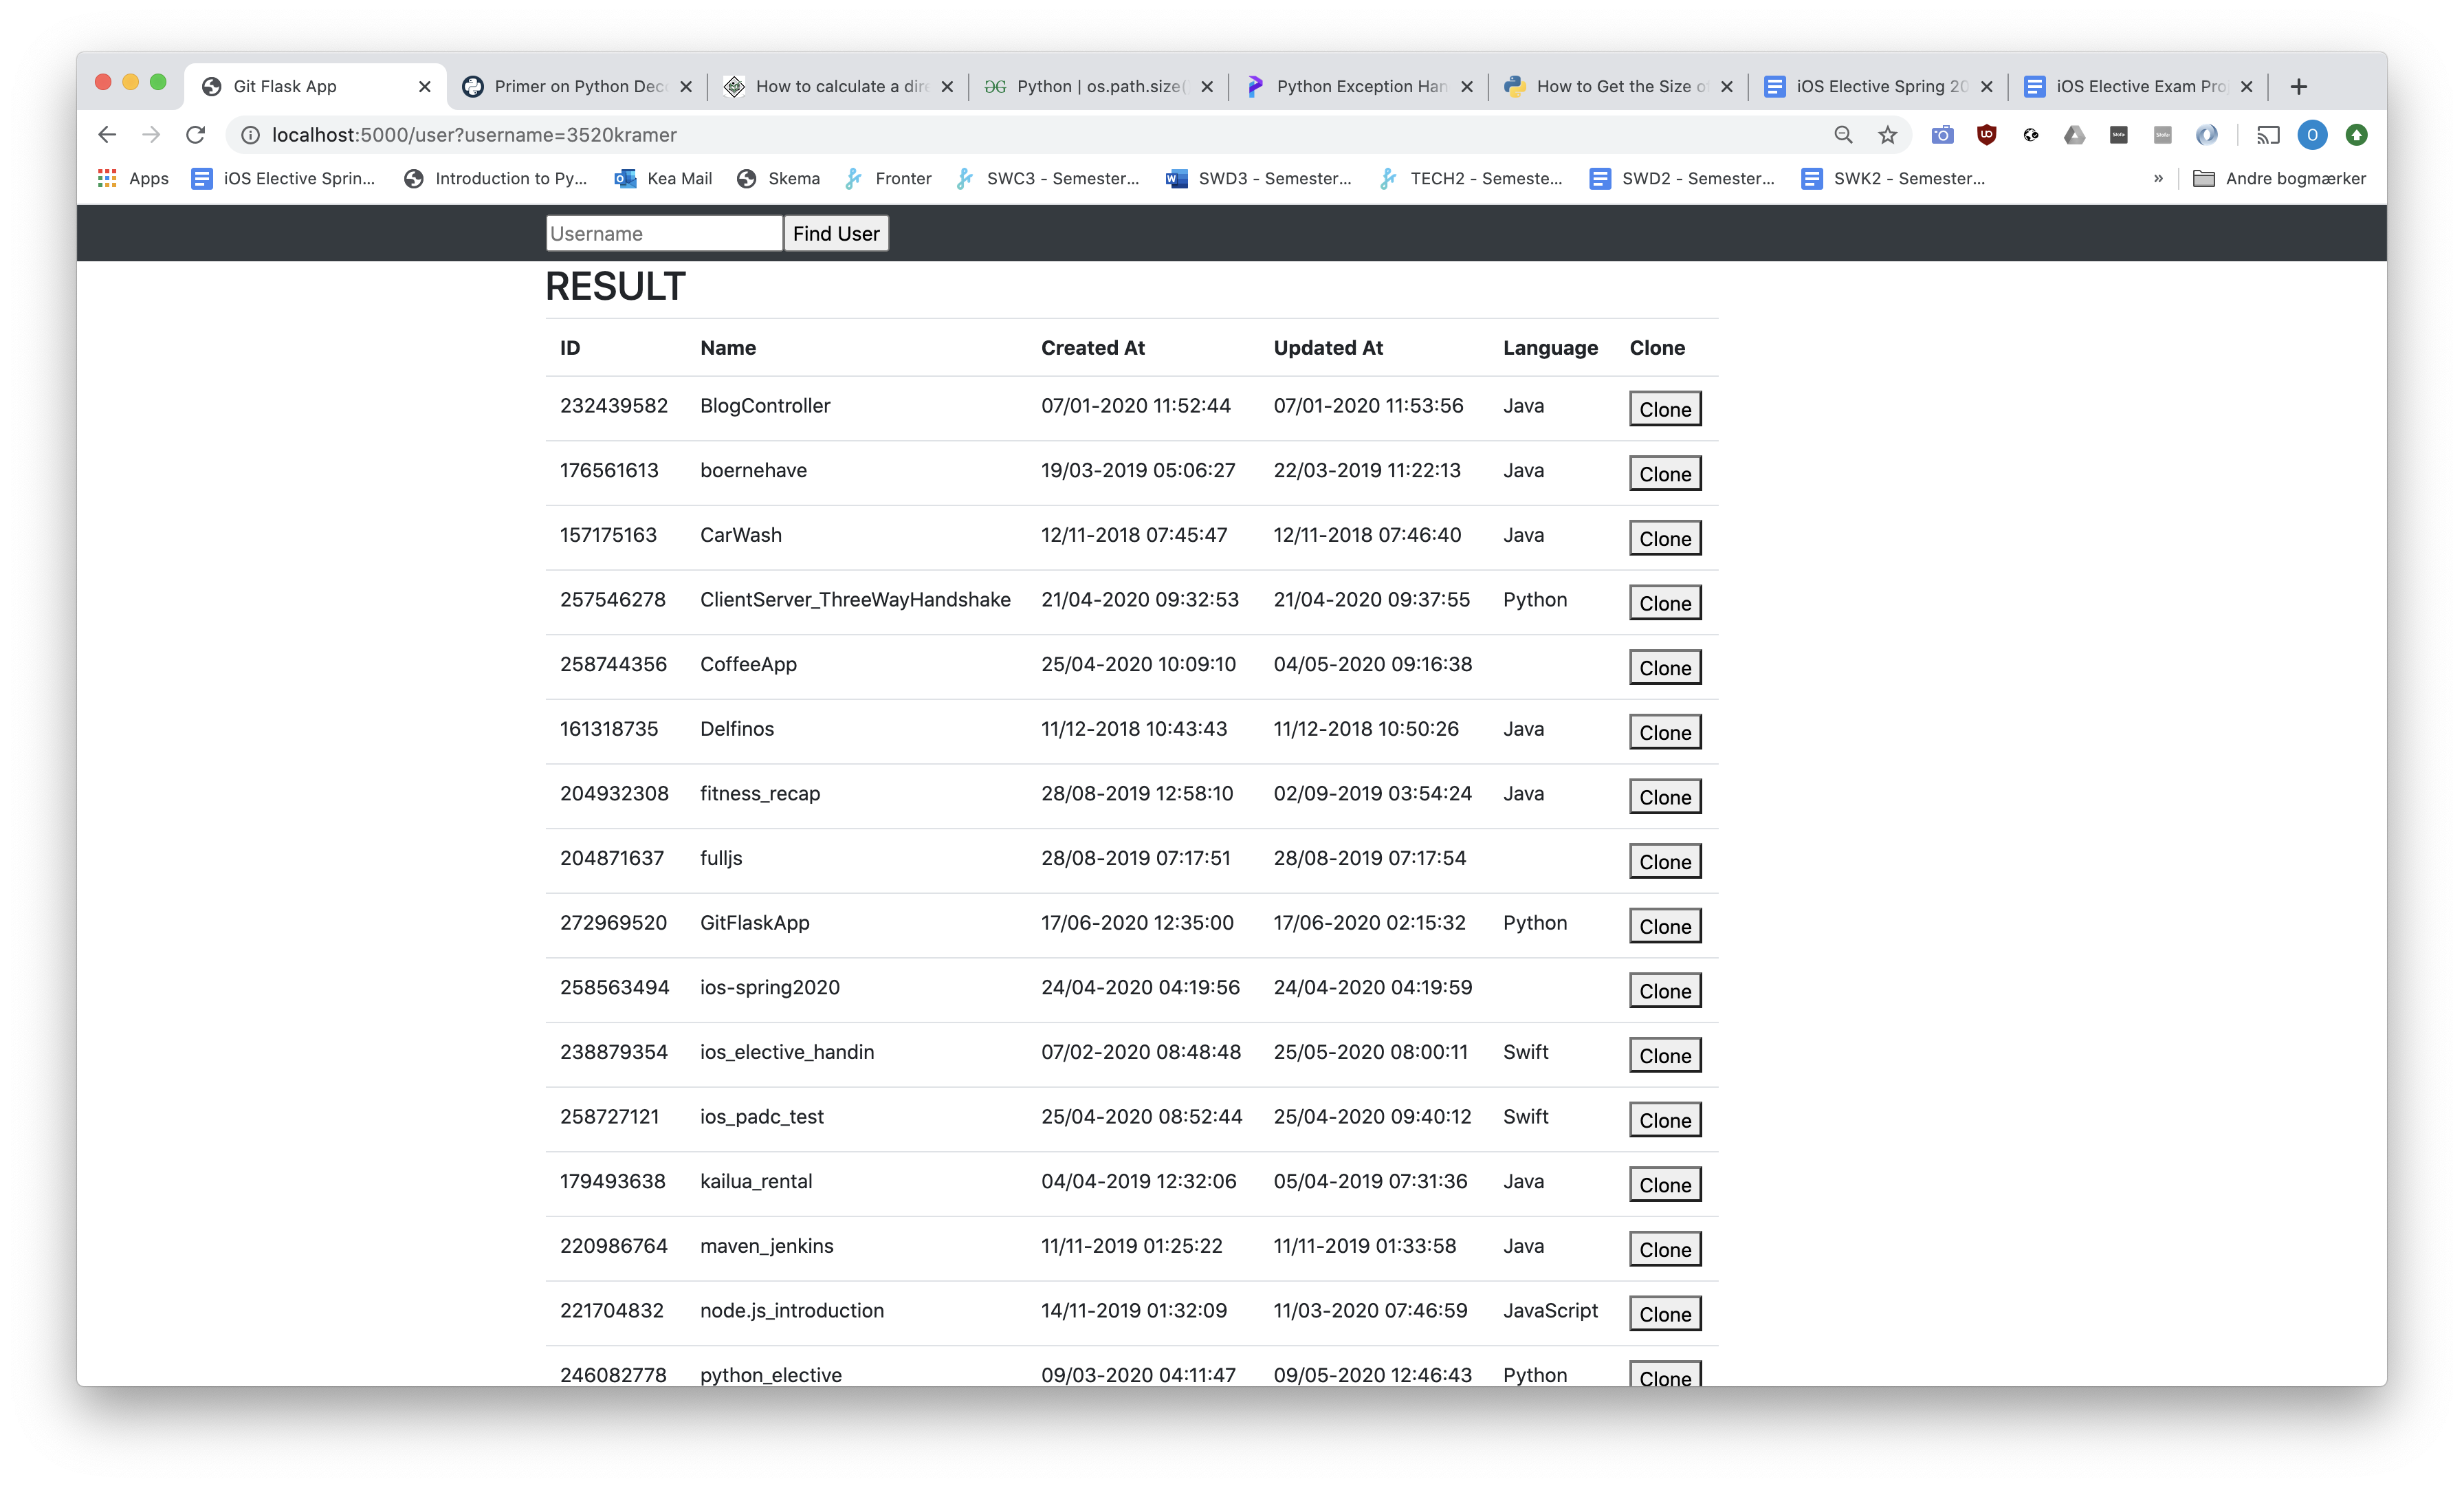 Git Flask App Primer on Python Dec How to calculate a dire Python | os.path.size( Python Exception Han How to Get the Size o iOS Elective Spring 20 iOS Elective Exam Pro
localhost:5000/user?username=3520kramer
Apps iOS Elective Sprin... Introduction to Py... Kea Mail Skema Fronter SWC3 - Semester... SWD3 - Semester... TECH2 - Semeste... SWD2 - Semester... SWK2 - Semester... » Andre bogmærker
Username Find User
RESULT
ID Name Created At Updated At Language Clone
232439582 BlogController 07/01-2020 11:52:44 07/01-2020 11:53:56 Java Clone
176561613 boernehave 19/03-2019 05:06:27 22/03-2019 11:22:13 Java Clone
157175163 CarWash 12/11-2018 07:45:47 12/11-2018 07:46:40 Java Clone
257546278 ClientServer_ThreeWayHandshake 21/04-2020 09:32:53 21/04-2020 09:37:55 Python Clone
258744356 CoffeeApp 25/04-2020 10:09:10 04/05-2020 09:16:38 Clone
161318735 Delfinos 11/12-2018 10:43:43 11/12-2018 10:50:26 Java Clone
204932308 fitness_recap 28/08-2019 12:58:10 02/09-2019 03:54:24 Java Clone
204871637 fulljs 28/08-2019 07:17:51 28/08-2019 07:17:54 Clone
272969520 GitFlaskApp 17/06-2020 12:35:00 17/06-2020 02:15:32 Python Clone
258563494 ios-spring2020 24/04-2020 04:19:56 24/04-2020 04:19:59 Clone
238879354 ios_elective_handin 07/02-2020 08:48:48 25/05-2020 08:00:11 Swift Clone
258727121 ios_padc_test 25/04-2020 08:52:44 25/04-2020 09:40:12 Swift Clone
179493638 kailua_rental 04/04-2019 12:32:06 05/04-2019 07:31:36 Java Clone
220986764 maven_jenkins 11/11-2019 01:25:22 11/11-2019 01:33:58 Java Clone
221704832 node.js_introduction 14/11-2019 01:32:09 11/03-2020 07:46:59 JavaScript Clone
246082778 python_elective 09/03-2020 04:11:47 09/05-2020 12:46:43 Python Clone